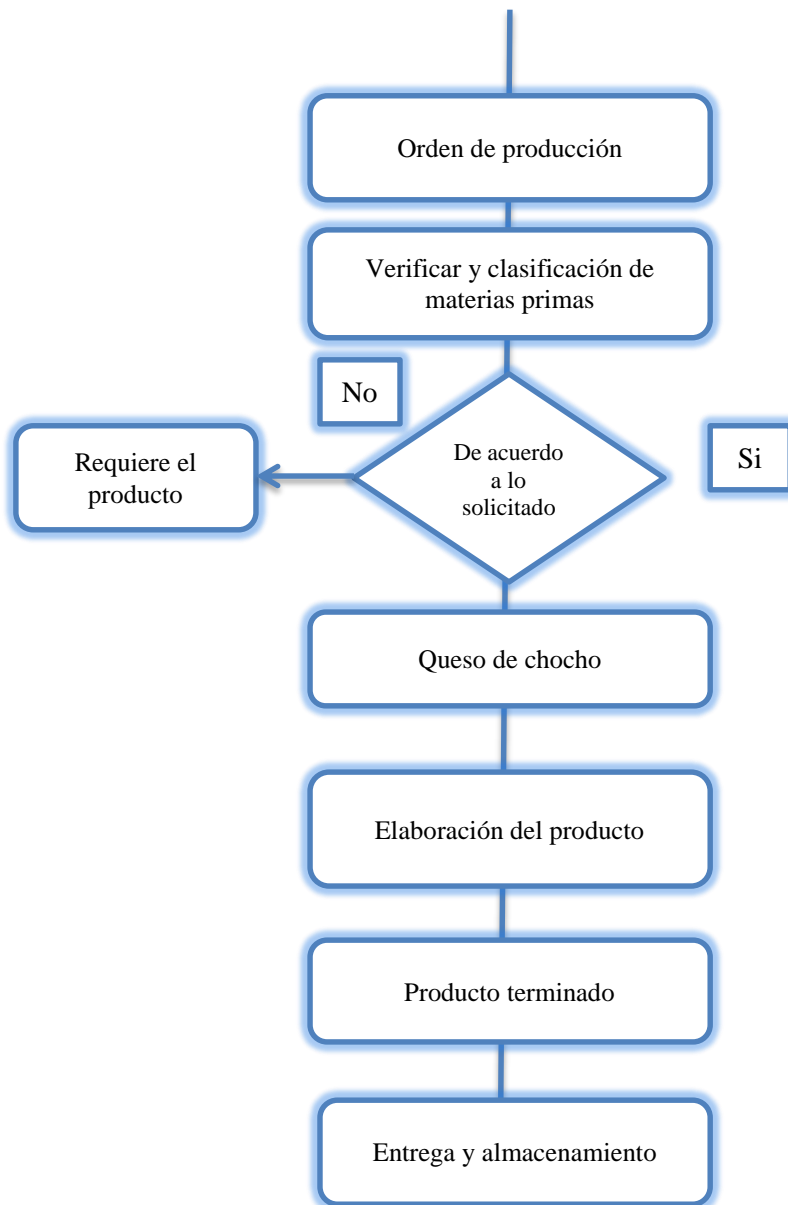 Orden de producción
Verificar y clasificación de
materias primas
No
Requiere el
producto
De acuerdo
a lo
solicitado
Si
Queso de chocho
Elaboración del producto
Producto terminado
Entrega y almacenamiento